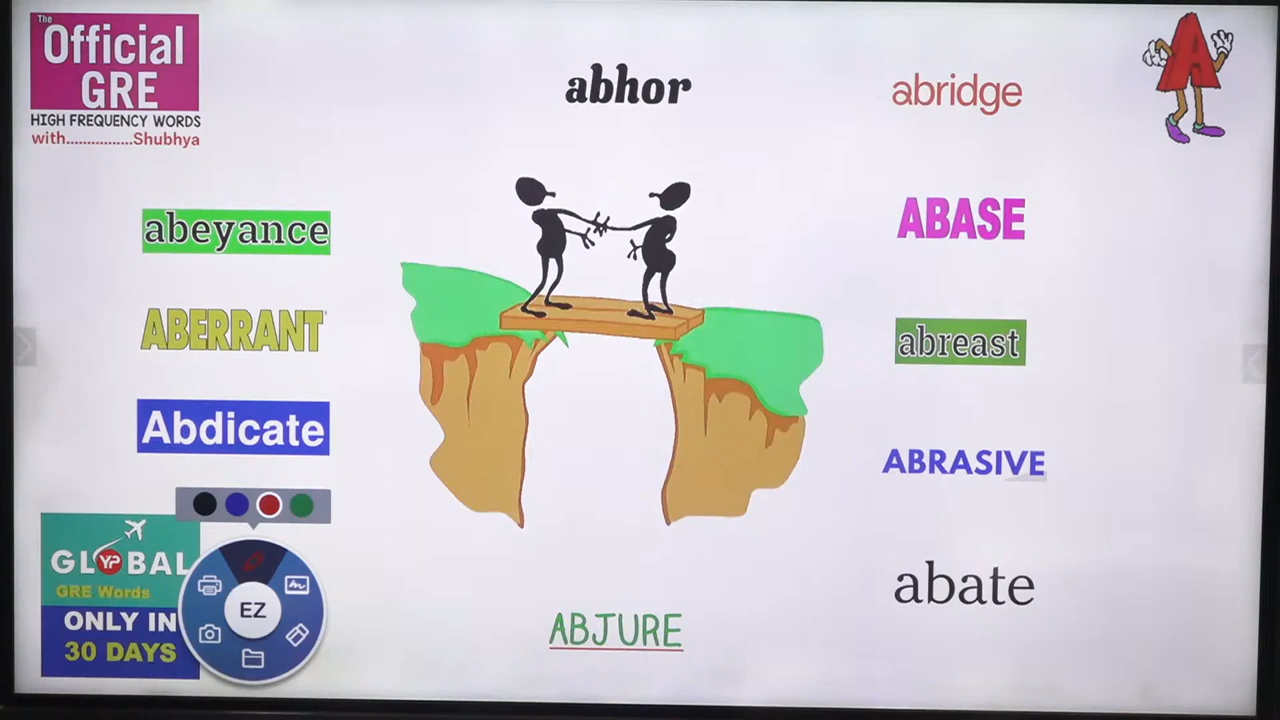 The
Official
GRE
HIGH FREQUENCY WORDS
with................Shubhya
abhor
abridge
abeyance
ABASE
ABERRANT
abreast
Abdicate
ABRASIVE
GLOBAL
YP
GRE Words
ONLY IN
30 DAYS
EZ
abate
ABJURE